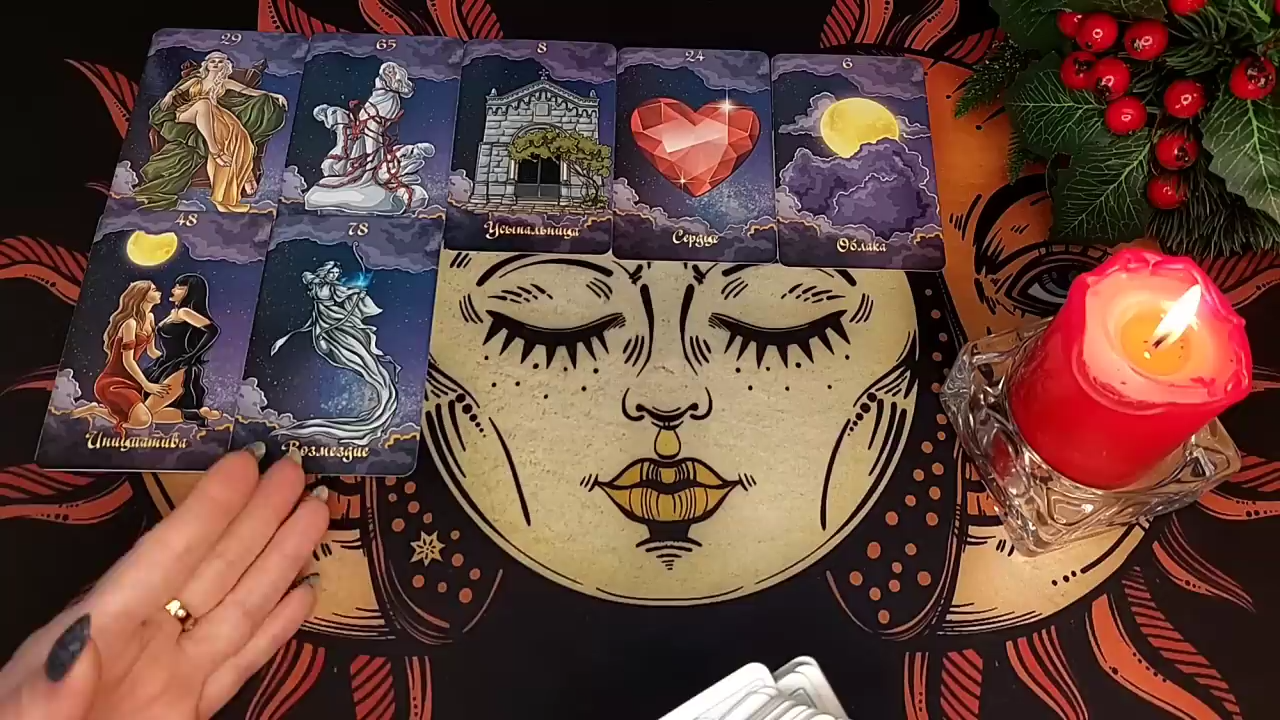 29
65
8
Усыпальница
24
Сердце
6
Облака
48
Инициатива
78
Возмездие